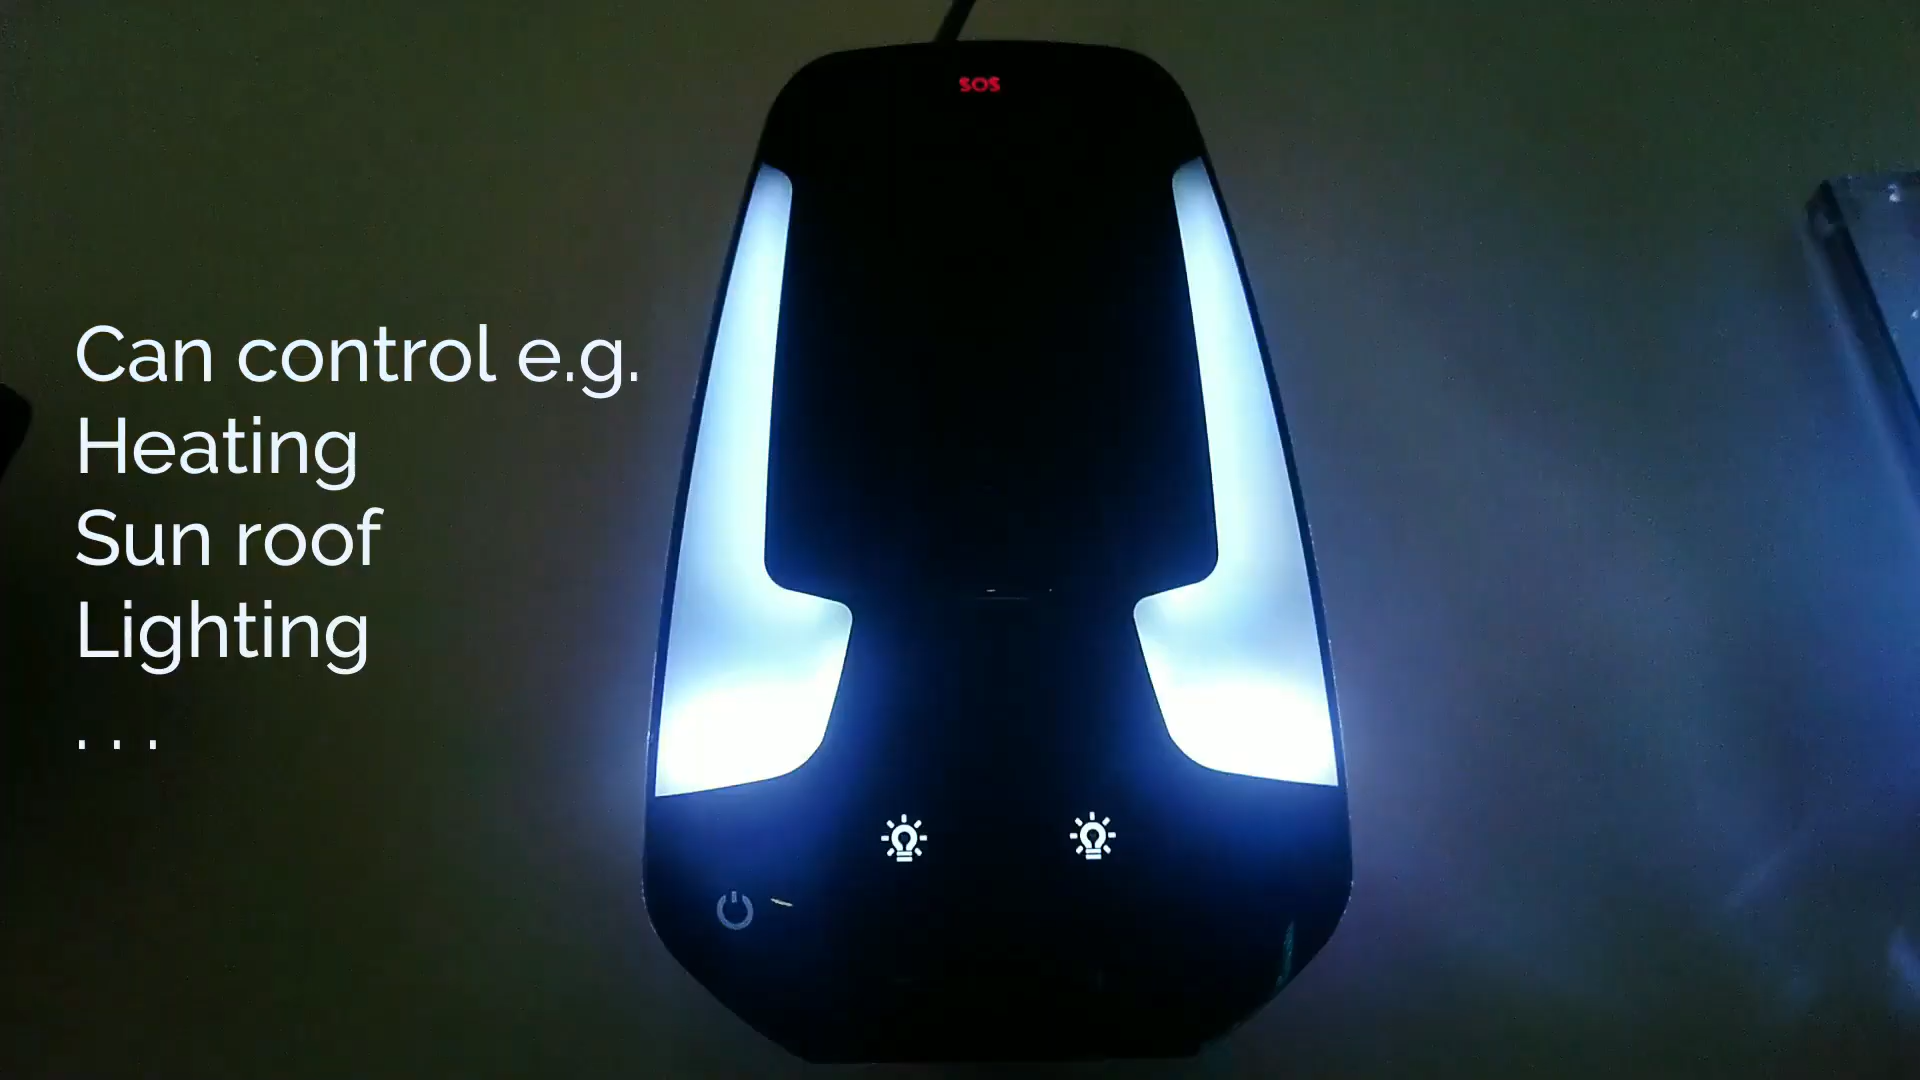 SOS
Can control e.g.
Heating
Sun roof
Lighting
. . .